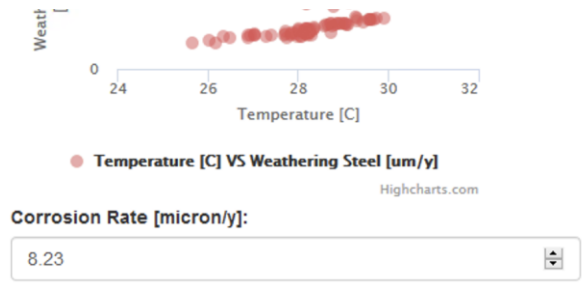 Weath
0
24 26 28 30 32
Temperature [C]
Temperature [C] VS Weathering Steel [um/y]
Highcharts.com
Corrosion Rate [micron/y]:
8.23